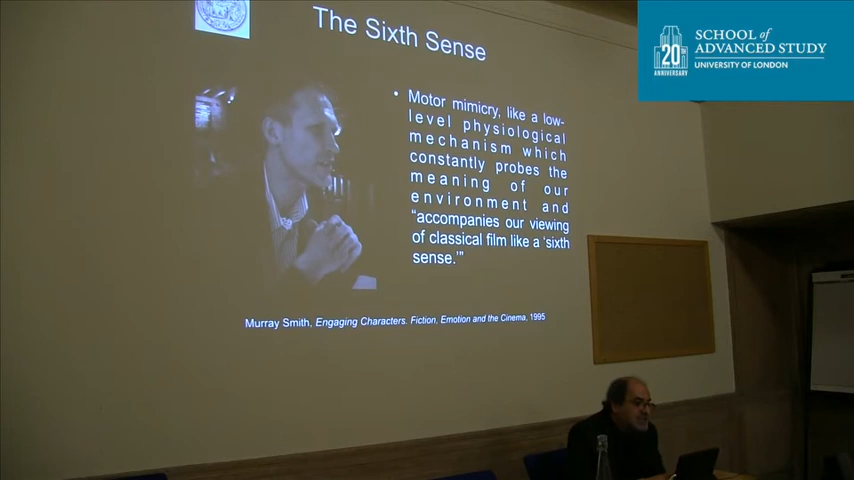 The Sixth Sense
• Motor mimicry, like a low-
level physiological
mechanism which
constantly probes the
meaning of our
environment and
“accompanies our viewing
of classical film like a ‘sixth
sense.’”
Murray Smith, Engaging Characters. Fiction, Emotion and the Cinema, 1995
20th
ANNIVERSARY
SCHOOL of
ADVANCED STUDY
UNIVERSITY OF LONDON